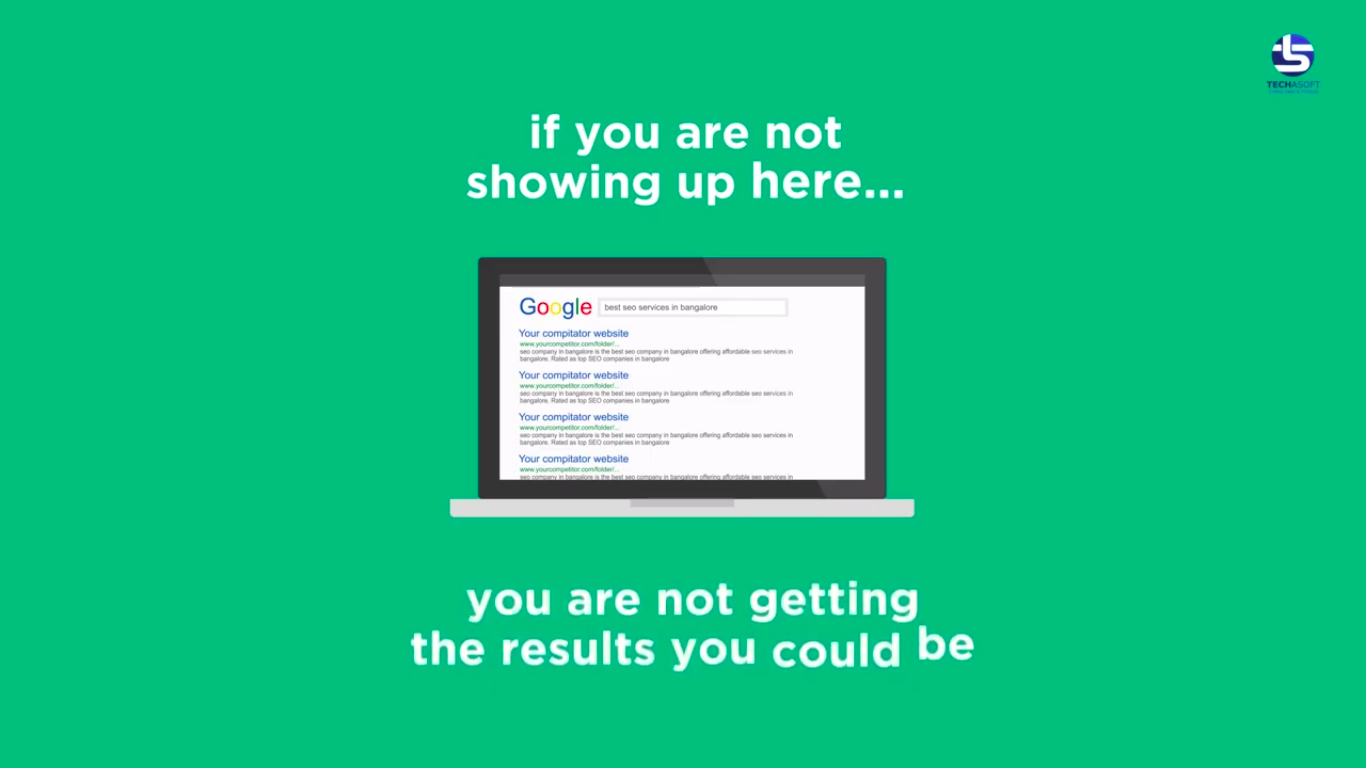 TECHASOFT
if you are not
showing up here...
Google best seo services in bangalore
Your compitator website
www.yourcompetitor.com/folder/...
seo company in bangalore is the best seo company in bangalore offering affordable seo services in
bangalore. Rated as top SEO companies in bangalore
Your compitator website
www.yourcompetitor.com/folder/...
seo company in bangalore is the best seo company in bangalore offering affordable seo services in
bangalore. Rated as top SEO companies in bangalore
Your compitator website
www.yourcompetitor.com/folder/...
seo company in bangalore is the best seo company in bangalore offering affordable seo services in
bangalore. Rated as top SEO companies in bangalore
Your compitator website
www.yourcompetitor.com/folder/...
seo company in bangalore is the best seo company in bangalore offering affordable seo services in
you are not getting
the results you could be